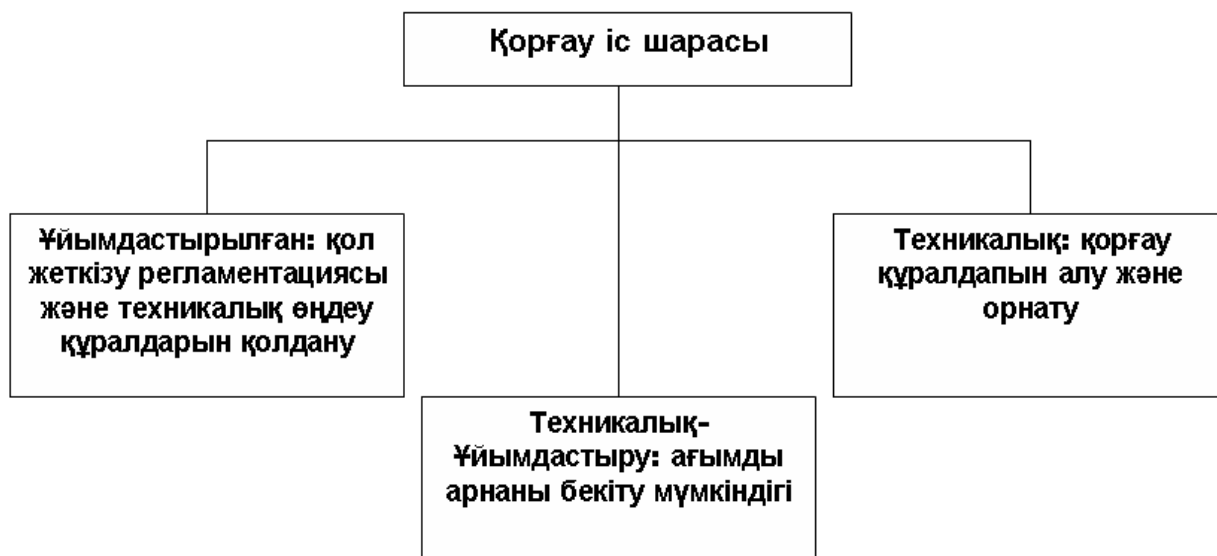 Қорғау іс шарасы
Ұйымдастырылған: қол
жеткізу регламентациясы
және техникалық өңдеу
құралдарын қолдану
Техникалық: қорғау
құралдапын алу және
орнату
Техникалық-
Ұйымдастыру: ағымды
арнаны бекіту мүмкіндігі